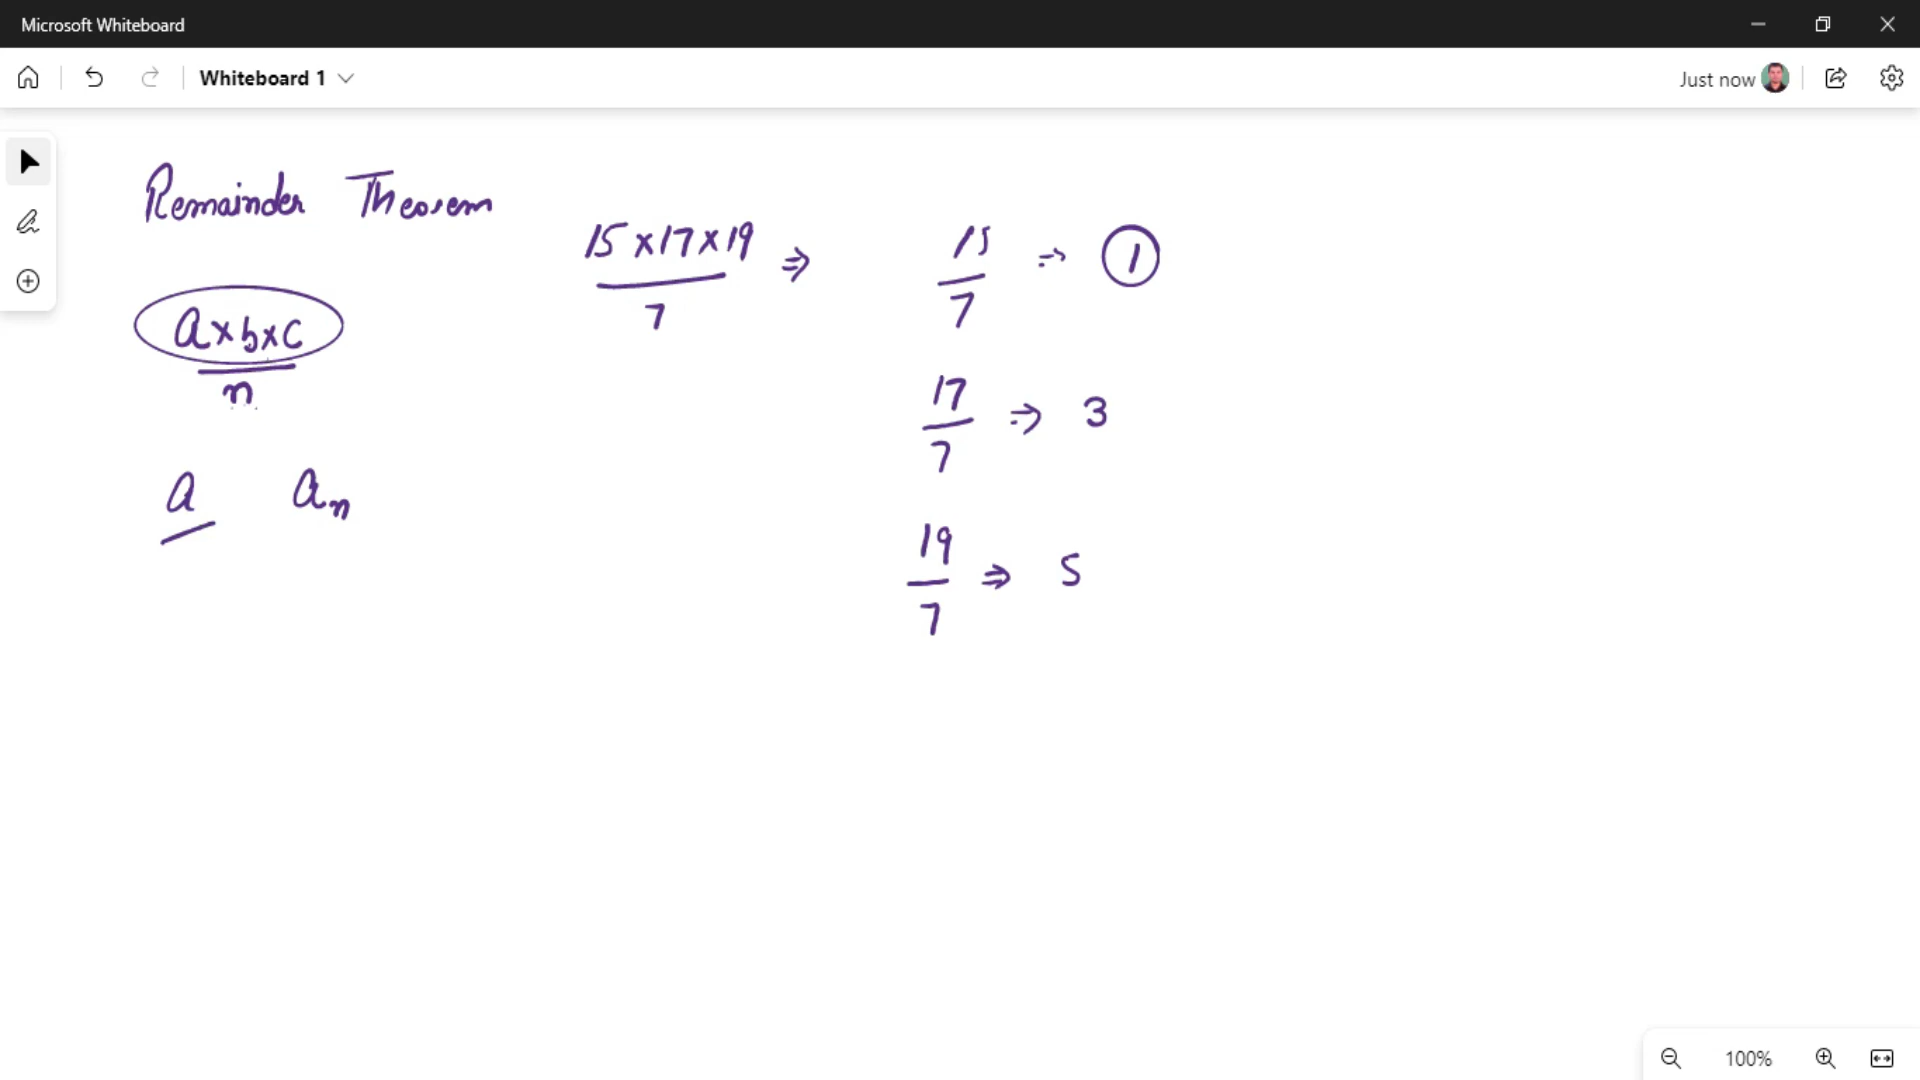 Microsoft Whiteboard
Whiteboard 1
Just now
Remainder Theorem
a×b×c
n
a an
15×17×19
7
⇒
15
7
⇒ 1
17
7
⇒ 3
19
7
⇒ 5
100%